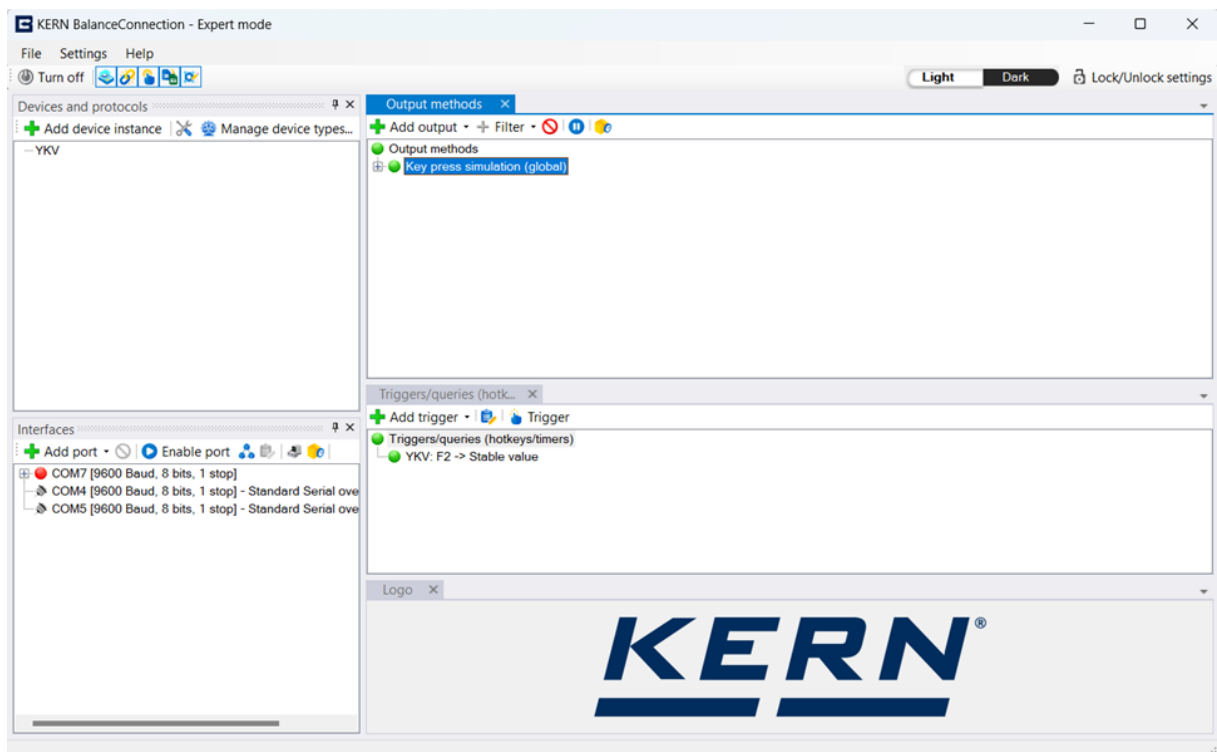 KERN BalanceConnection - Expert mode
File Settings Help
Turn off
Light Dark Lock/Unlock settings
Devices and protocols
Add device instance Manage device types...
YKV
Output methods
Add output Filter
Output methods
Key press simulation (global)
Triggers/queries (hotk...
Add trigger Trigger
Triggers/queries (hotkeys/timers)
YKV: F2 -> Stable value
Interfaces
Add port Enable port
COM7 [9600 Baud, 8 bits, 1 stop]
COM4 [9600 Baud, 8 bits, 1 stop] - Standard Serial ove
COM5 [9600 Baud, 8 bits, 1 stop] - Standard Serial ove
Logo
KERN®